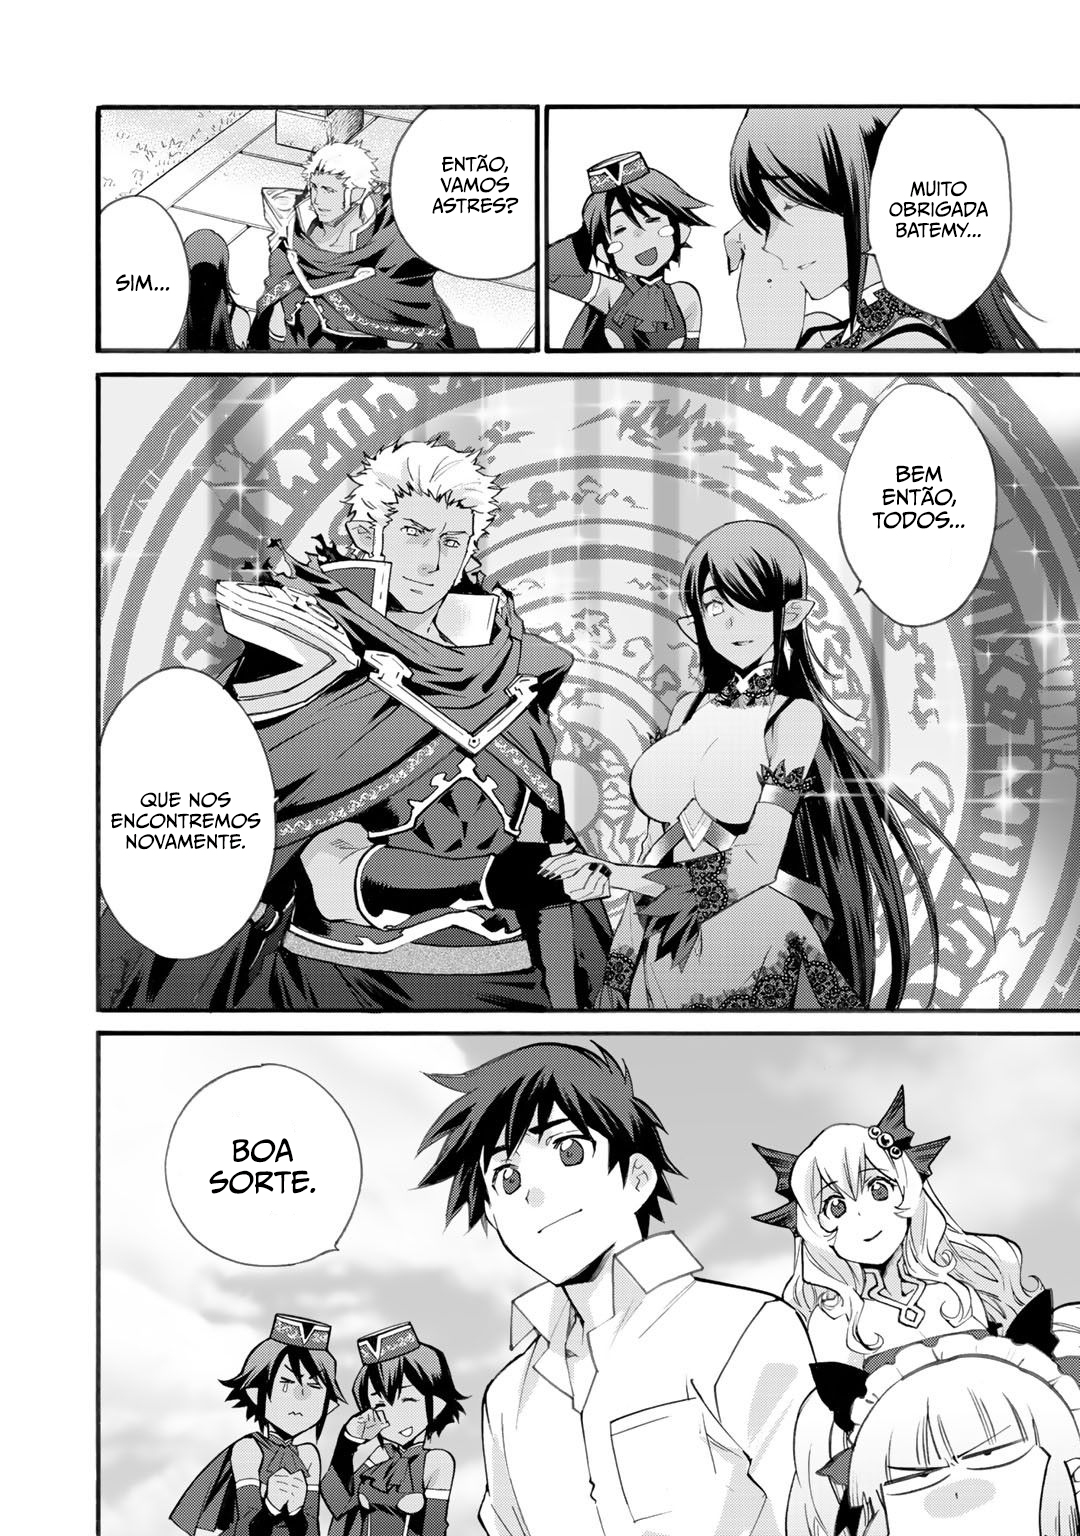 MUITO
OBRIGADA
BATEMY...
ENTÃO,
VAMOS
ASTRES?
SIM...
BEM
ENTÃO,
TODOS...
QUE NOS
ENCONTREMOS
NOVAMENTE.
BOA
SORTE.